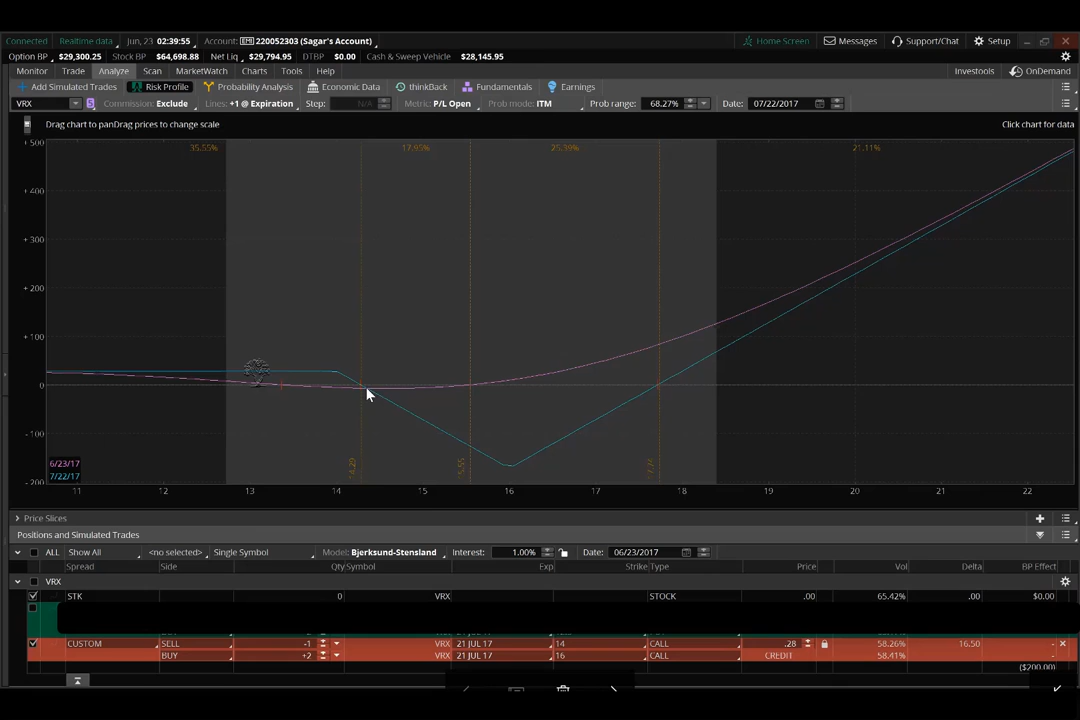 Connected Realtime data Jun, 23 02:39:55 Account: 220052303 (Sagar's Account) Home Screen Messages Support/Chat Setup
Option BP $29,300.25 Stock BP $64,698.88 Net Liq $29,794.95 DTBP $0.00 Cash & Sweep Vehicle $28,145.95
Monitor Trade Analyze Scan MarketWatch Charts Tools Help Investools OnDemand
Add Simulated Trades Risk Profile Probability Analysis Economic Data thinkBack Fundamentals Earnings
VRX S Commission: Exclude Lines: +1 @ Expiration Step: N/A Metric: P/L Open Prob mode: ITM Prob range: 68.27% Date: 07/22/2017
Drag chart to panDrag prices to change scale Click chart for data
+500 35.55% 17.95% 25.39% 21.11%
+400
+300
+200
+100
0
-100
14.29 15.55
6/23/17
7/22/17
-200
11 12 13 14 15 16 17 18 19 20 21 22
Price Slices
Positions and Simulated Trades
ALL Show All <no selected> Single Symbol Model: Bjerksund-Stensland Interest: 1.00% Date: 06/23/2017
Spread Side Qty Symbol Exp Strike Type Price Vol Delta BP Effect
VRX
STK 0 VRX STOCK .00 65.42% .00 $0.00
CUSTOM SELL -1 VRX 21 JUL 17 14 CALL .28 58.26% 16.50 -
BUY +2 VRX 21 JUL 17 16 CALL CREDIT 58.41% -
($200.00)